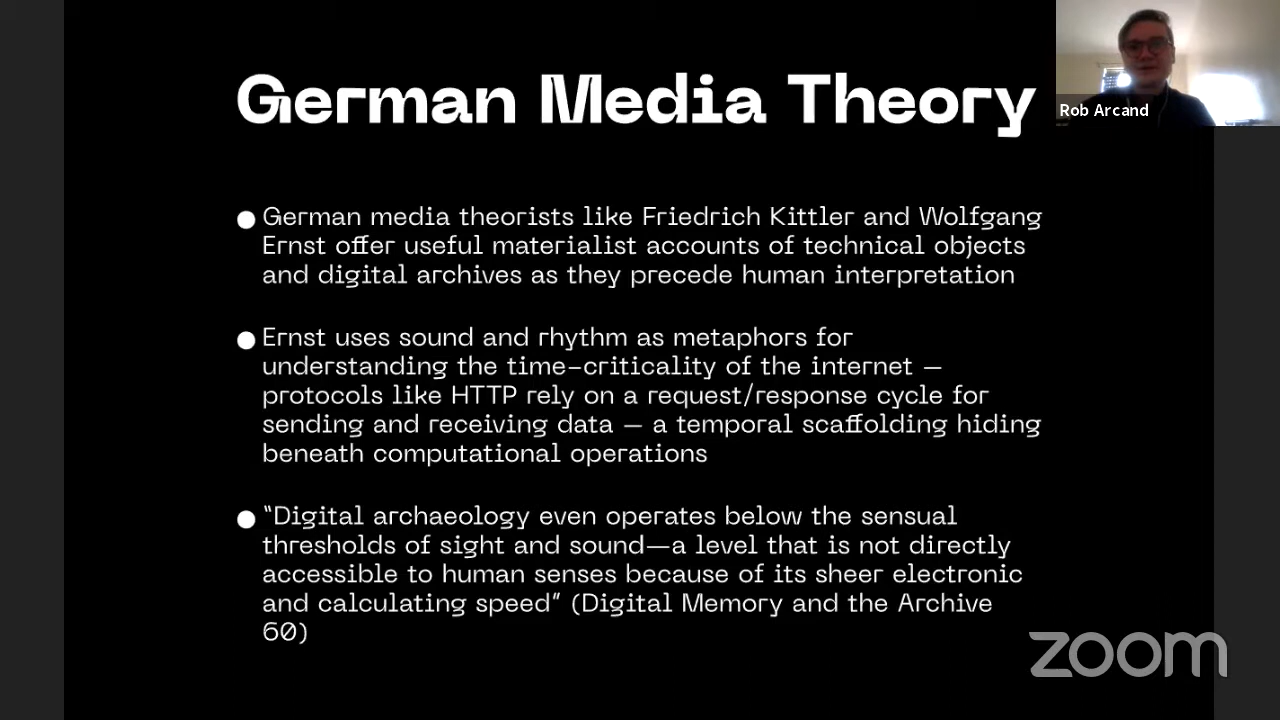 German Media Theory
Rob Arcand
● German media theorists like Friedrich Kittler and Wolfgang
Ernst offer useful materialist accounts of technical objects
and digital archives as they precede human interpretation
● Ernst uses sound and rhythm as metaphors for
understanding the time-criticality of the internet —
protocols like HTTP rely on a request/response cycle for
sending and receiving data — a temporal scaffolding hiding
beneath computational operations
● “Digital archaeology even operates below the sensual
thresholds of sight and sound—a level that is not directly
accessible to human senses because of its sheer electronic
and calculating speed” (Digital Memory and the Archive
60)
zoom